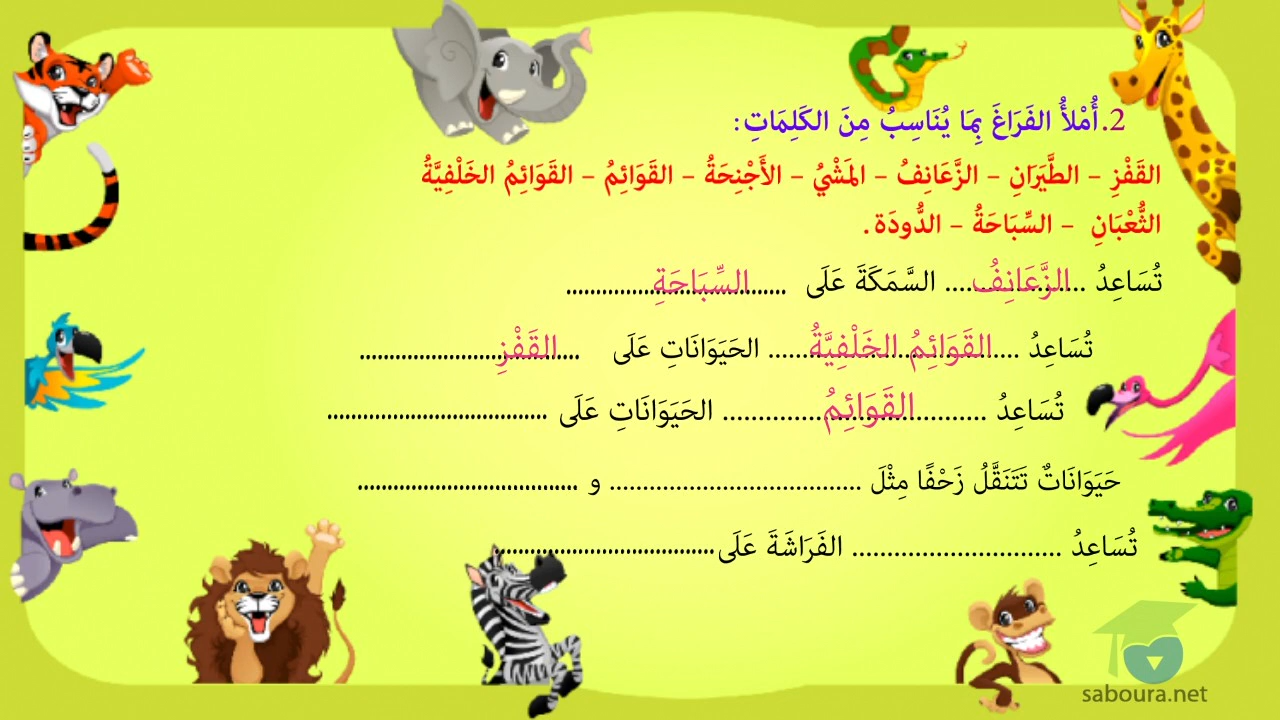 2.أُمْلأُ الفَرَاغَ بِمَا يُنَاسِبُ مِنَ الكَلِمَاتِ:
القَفْزِ – الطَّيَرَانِ – الزَّعَانِفُ – المَشْيُ – الأَجْنِحَةُ – القَوَائِمُ – القَوَائِمُ الخَلْفِيَّةُ
الثُّعْبَانِ – السِّبَاحَةُ – الدُّودَة.
تُسَاعِدُ ...الزَّعَانِفُ... السَّمَكَةَ عَلَى ...السِّبَاحَةِ...
تُسَاعِدُ ...القَوَائِمُ الخَلْفِيَّةُ... الحَيَوَانَاتِ عَلَى ...القَفْزِ...
تُسَاعِدُ ...القَوَائِمُ... الحَيَوَانَاتِ عَلَى ...............
حَيَوَانَاتٌ تَتَنَقَّلُ زَحْفًا مِثْلَ ............... و ...............
تُسَاعِدُ ............... الفَرَاشَةَ عَلَى...............
saboura.net